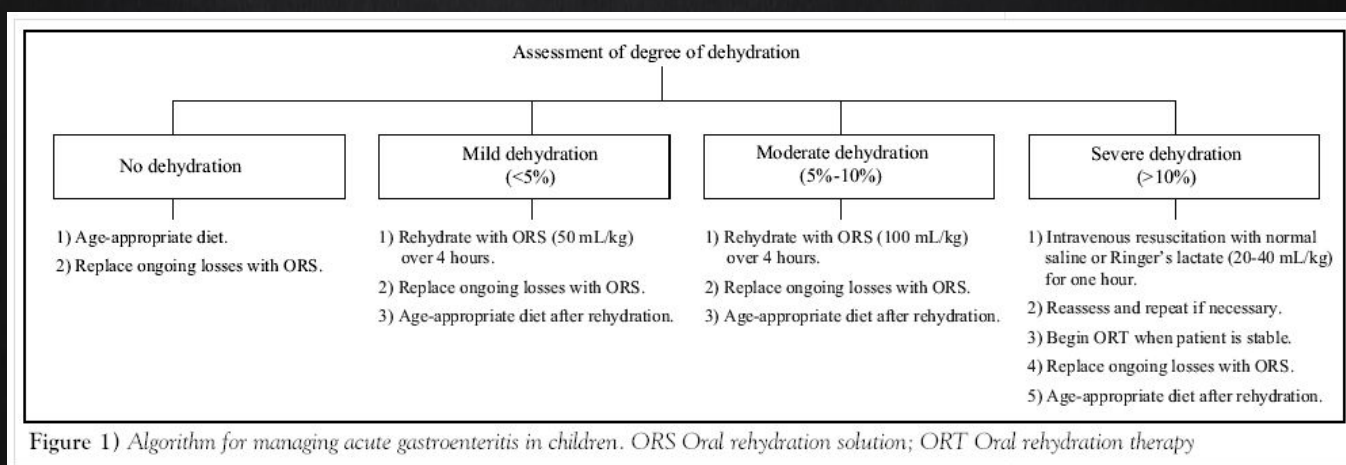 Assessment of degree of dehydration
No dehydration
1) Age-appropriate diet.
2) Replace ongoing losses with ORS.
Mild dehydration
(<5%)
1) Rehydrate with ORS (50 mL/kg)
over 4 hours.
2) Replace ongoing losses with ORS.
3) Age-appropriate diet after rehydration.
Moderate dehydration
(5%-10%)
1) Rehydrate with ORS (100 mL/kg)
over 4 hours.
2) Replace ongoing losses with ORS.
3) Age-appropriate diet after rehydration.
Severe dehydration
(>10%)
1) Intravenous resuscitation with normal
saline or Ringer's lactate (20-40 mL/kg)
for one hour.
2) Reassess and repeat if necessary.
3) Begin ORT when patient is stable.
4) Replace ongoing losses with ORS.
5) Age-appropriate diet after rehydration.
Figure 1) Algorithm for managing acute gastroenteritis in children. ORS Oral rehydration solution; ORT Oral rehydration therapy